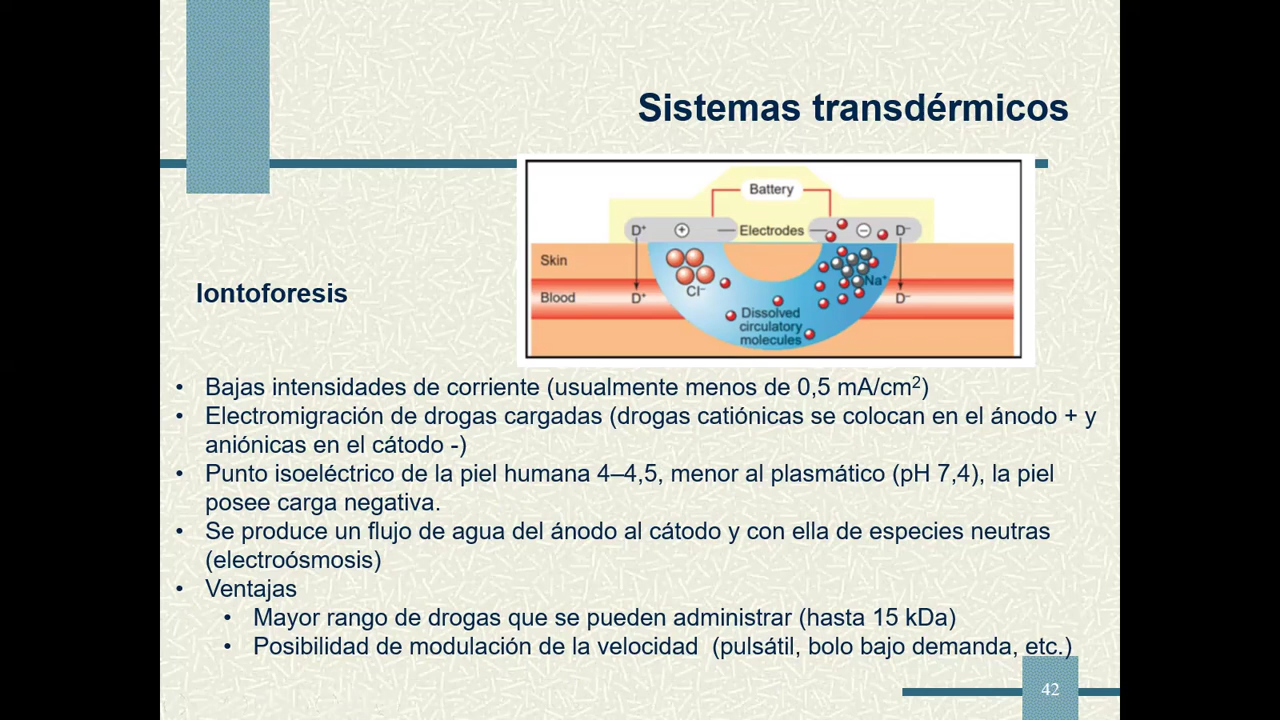 Sistemas transdérmicos
Battery
D⁺
+
Electrodes
−
D⁻
Skin
Cl⁻
Na⁺
Blood
D⁺
D⁻
Dissolved
circulatory
molecules
Iontoforesis
• Bajas intensidades de corriente (usualmente menos de 0,5 mA/cm²)
• Electromigración de drogas cargadas (drogas catiónicas se colocan en el ánodo + y
aniónicas en el cátodo -)
• Punto isoeléctrico de la piel humana 4–4,5, menor al plasmático (pH 7,4), la piel
posee carga negativa.
• Se produce un flujo de agua del ánodo al cátodo y con ella de especies neutras
(electroósmosis)
• Ventajas
• Mayor rango de drogas que se pueden administrar (hasta 15 kDa)
• Posibilidad de modulación de la velocidad (pulsátil, bolo bajo demanda, etc.)
42